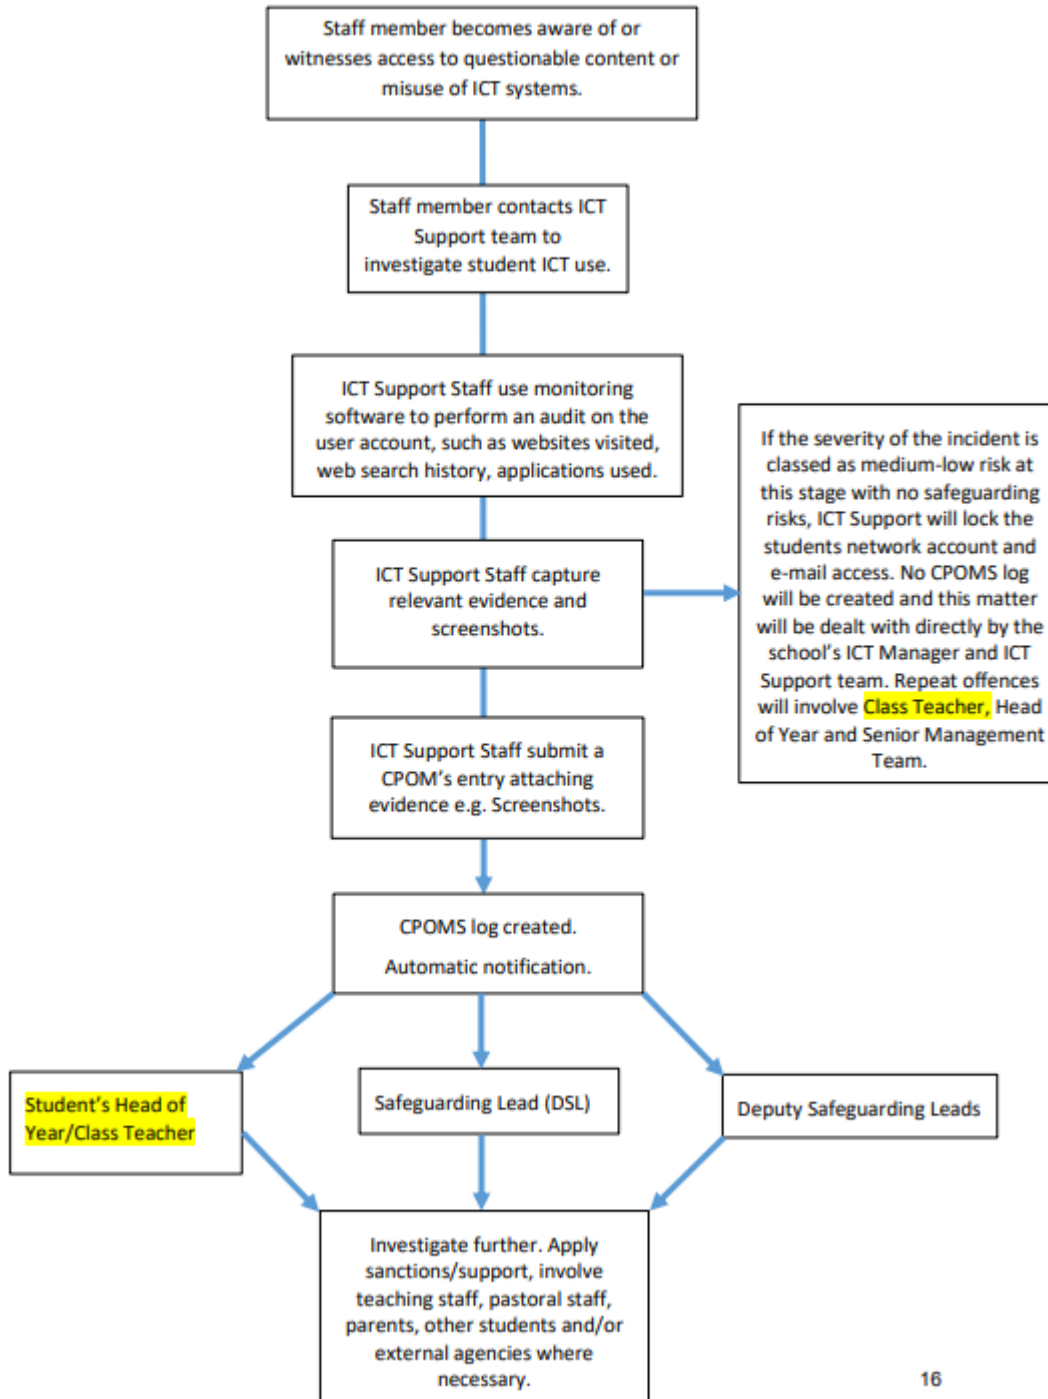 Staff member becomes aware of or
witnesses access to questionable content or
misuse of ICT systems.
Staff member contacts ICT
Support team to
investigate student ICT use.
ICT Support Staff use monitoring
software to perform an audit on the
user account, such as websites visited,
web search history, applications used.
ICT Support Staff capture
relevant evidence and
screenshots.
If the severity of the incident is
classed as medium-low risk at
this stage with no safeguarding
risks, ICT Support will lock the
students network account and
e-mail access. No CPOMS log
will be created and this matter
will be dealt with directly by the
school’s ICT Manager and ICT
Support team. Repeat offences
will involve Class Teacher, Head
of Year and Senior Management
Team.
ICT Support Staff submit a
CPOM’s entry attaching
evidence e.g. Screenshots.
CPOMS log created.
Automatic notification.
Student’s Head of
Year/Class Teacher
Safeguarding Lead (DSL)
Deputy Safeguarding Leads
Investigate further. Apply
sanctions/support, involve
teaching staff, pastoral staff,
parents, other students and/or
external agencies where
necessary.
16